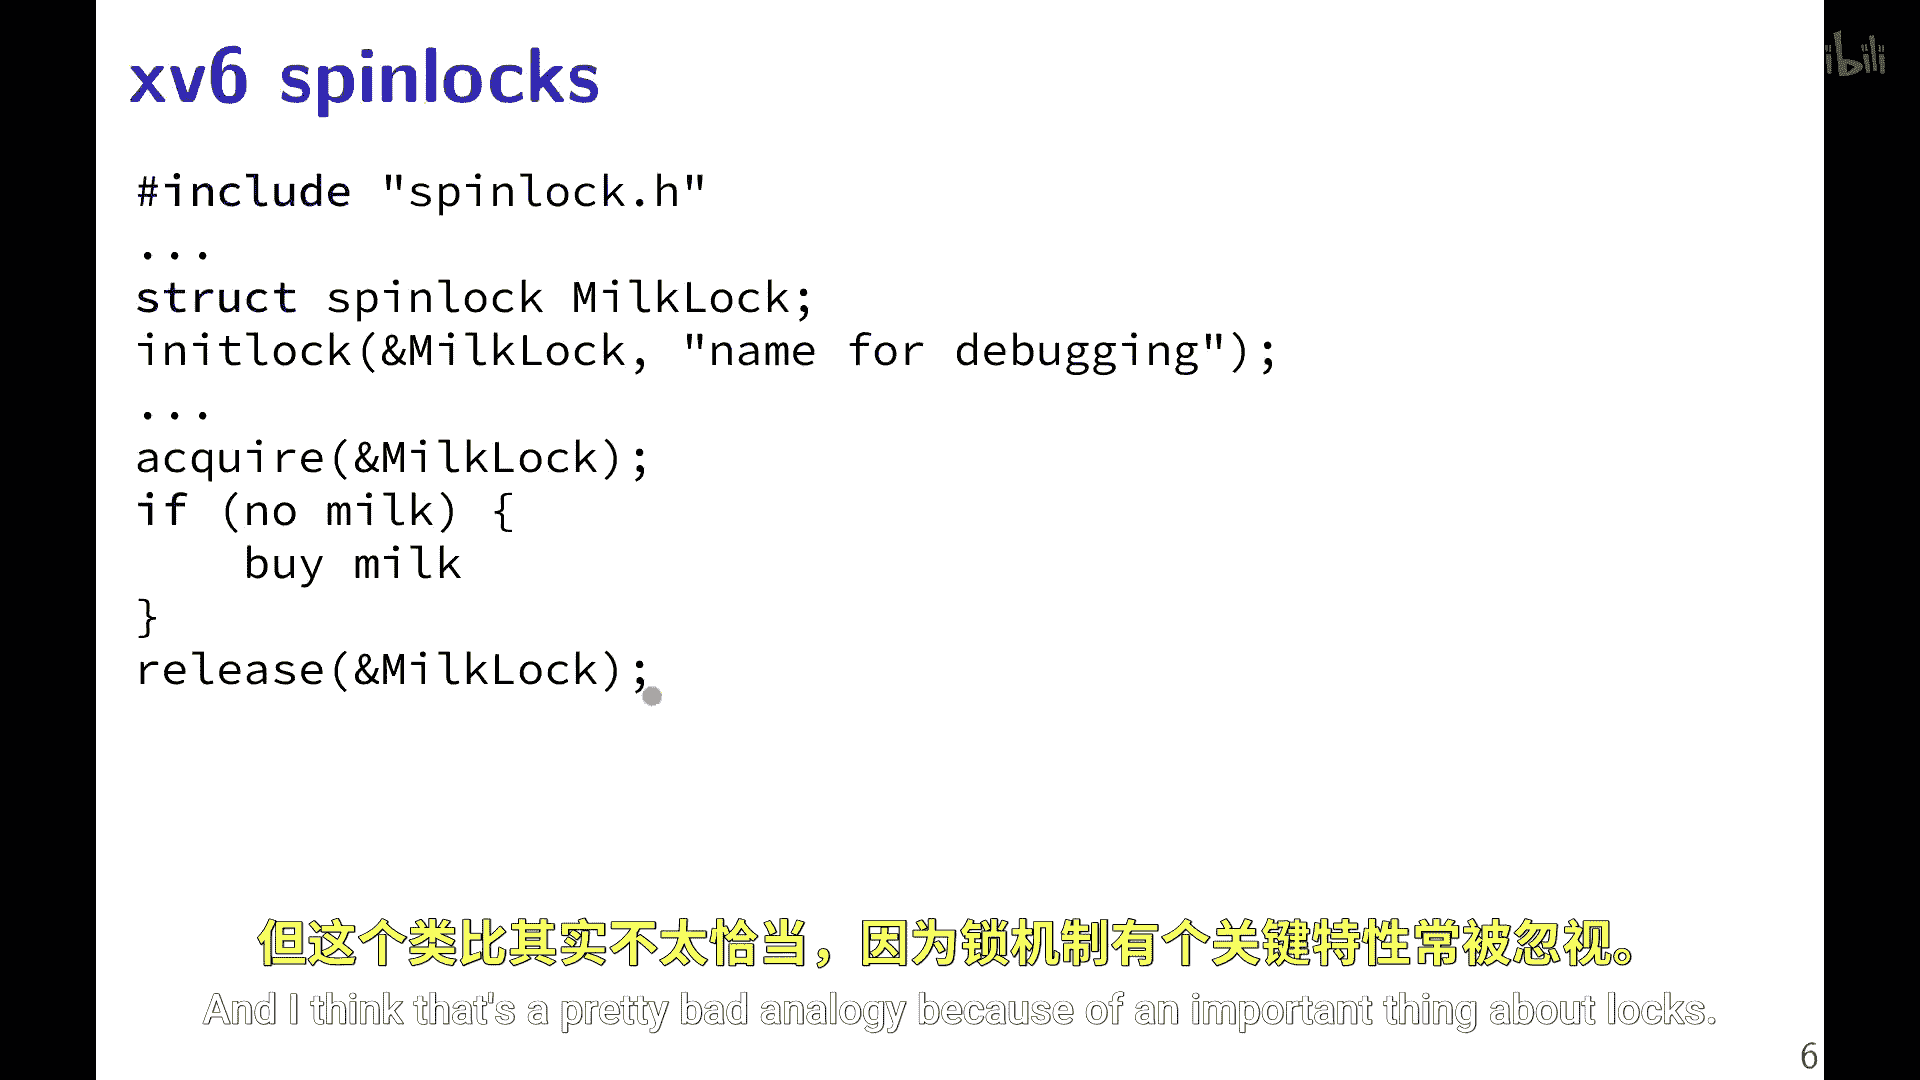 xv6 spinlocks
#include "spinlock.h"
...
struct spinlock MilkLock;
initlock(&MilkLock, "name for debugging");
...
acquire(&MilkLock);
if (no milk) {
    buy milk
}
release(&MilkLock);
但这个类比其实不太恰当，因为锁机制有个关键特性常被忽视。
And I think that's a pretty bad analogy because of an important thing about locks.
6